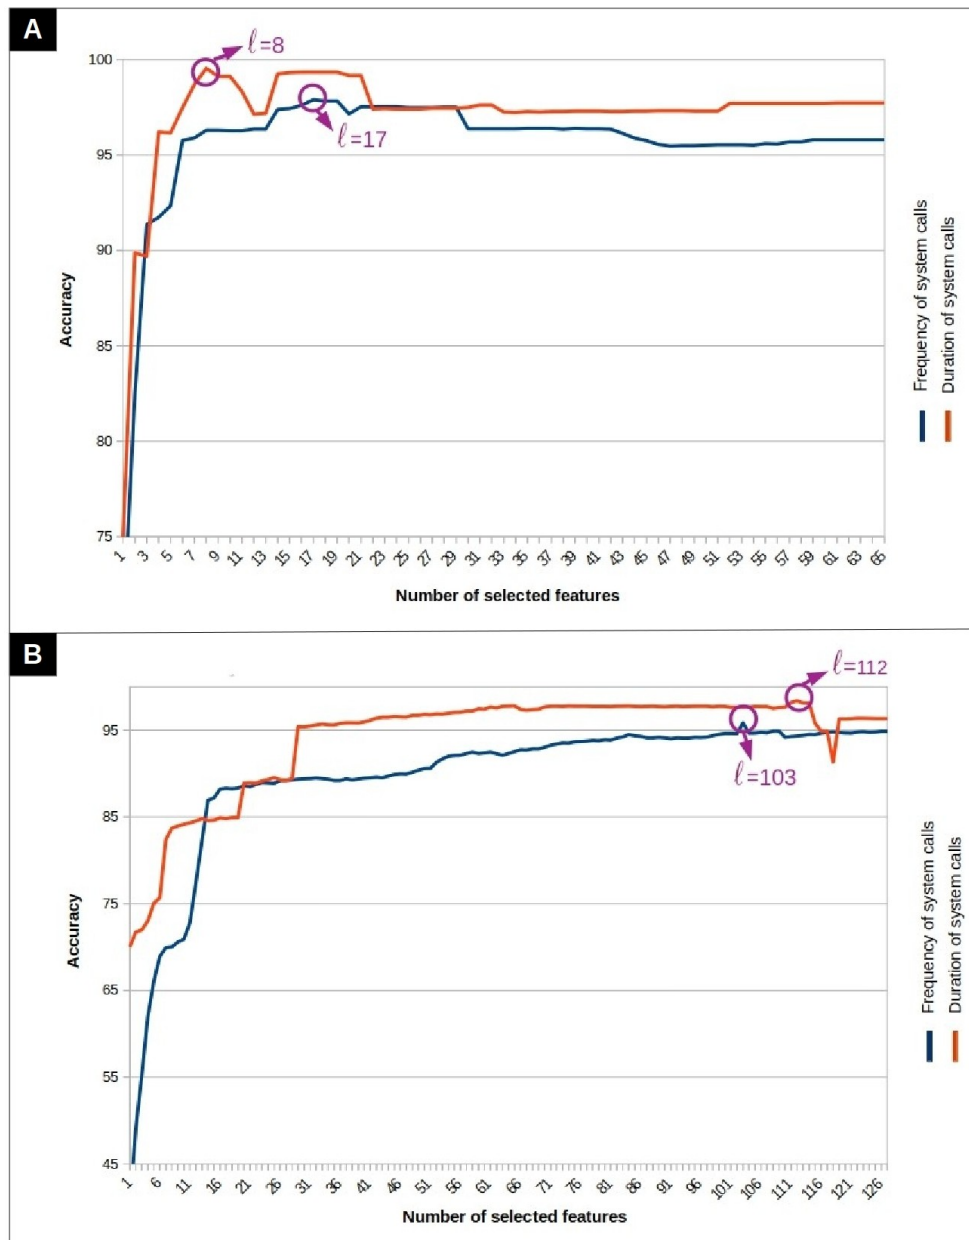 A
ℓ=8
ℓ=17
100
95
90
85
80
75
Accuracy
1 3 5 7 9 11 13 15 17 19 21 23 25 27 29 31 33 35 37 39 41 43 45 47 49 51 53 55 57 59 61 63 65
Number of selected features
Frequency of system calls
Duration of system calls
B
ℓ=112
ℓ=103
95
85
75
65
55
45
Accuracy
1 6 11 16 21 26 31 36 41 46 51 56 61 66 71 76 81 86 91 96 101 106 111 116 121 126
Number of selected features
Frequency of system calls
Duration of system calls